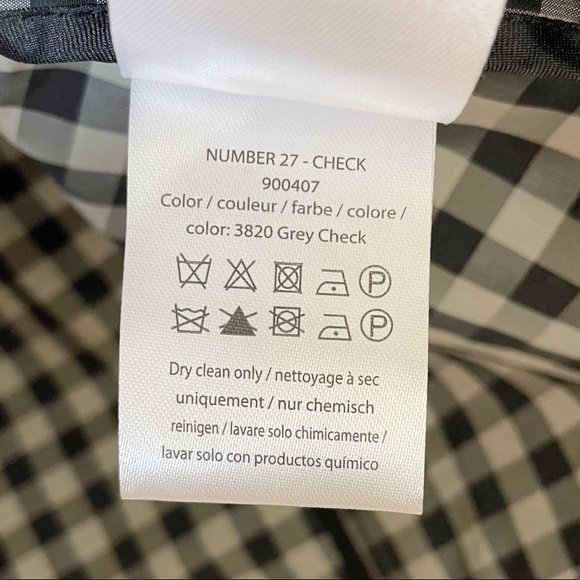 NUMBER 27 - CHECK
900407
Color / couleur / farbe / colore /
color: 3820 Grey Check
P
P
Dry clean only / nettoyage à sec
uniquement / nur chemisch
reinigen / lavare solo chimicamente /
lavar solo con productos químico